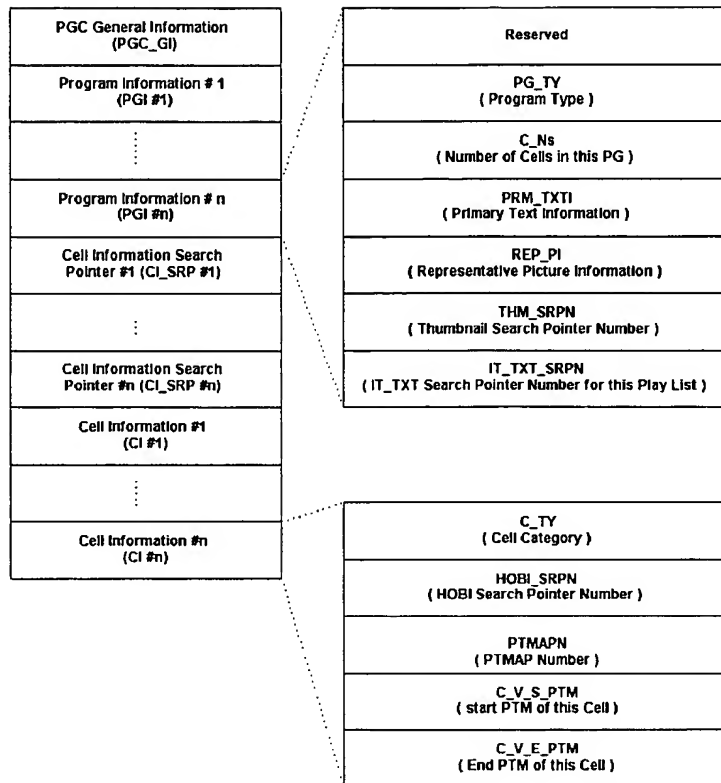 PGC General Information
(PGC_GI)
Program Information # 1
(PGI #1)
Program Information # n
(PGI #n)
Cell Information Search
Pointer #1 (CI_SRP #1)
Cell Information Search
Pointer #n (CI_SRP #n)
Cell Information #1
(CI #1)
Cell Information #n
(CI #n)
Reserved
PG_TY
( Program Type )
C_Ns
( Number of Cells in this PG )
PRM_TXTI
( Primary Text Information )
REP_PI
( Representative Picture Information )
THM_SRPN
( Thumbnail Search Pointer Number )
IT_TXT_SRPN
( IT_TXT Search Pointer Number for this Play List )
C_TY
( Cell Category )
HOBI_SRPN
( HOBI Search Pointer Number )
PTMAPN
( PTMAP Number )
C_V_S_PTM
( start PTM of this Cell )
C_V_E_PTM
( End PTM of this Cell )